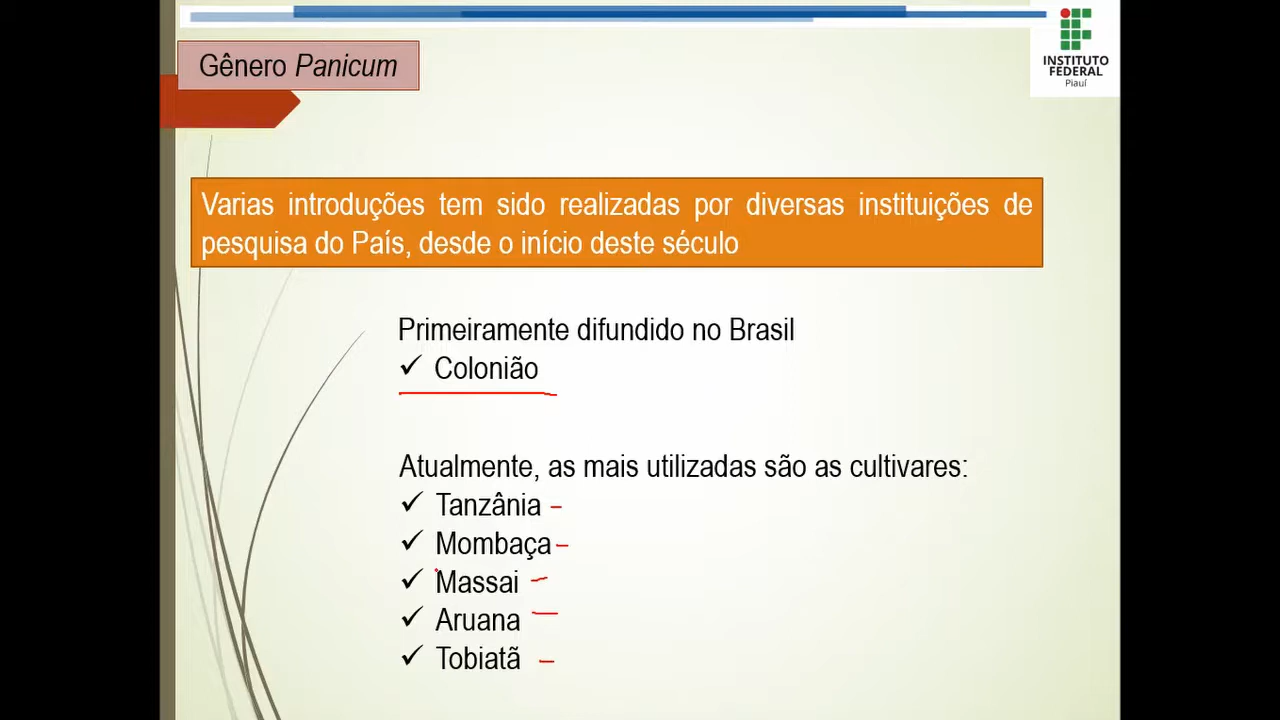 Gênero Panicum
INSTITUTO
FEDERAL
Piauí
Varias introduções tem sido realizadas por diversas instituições de
pesquisa do País, desde o início deste século
Primeiramente difundido no Brasil
✓ Colonião
Atualmente, as mais utilizadas são as cultivares:
✓ Tanzânia
✓ Mombaça
✓ Massai
✓ Aruana
✓ Tobiatã